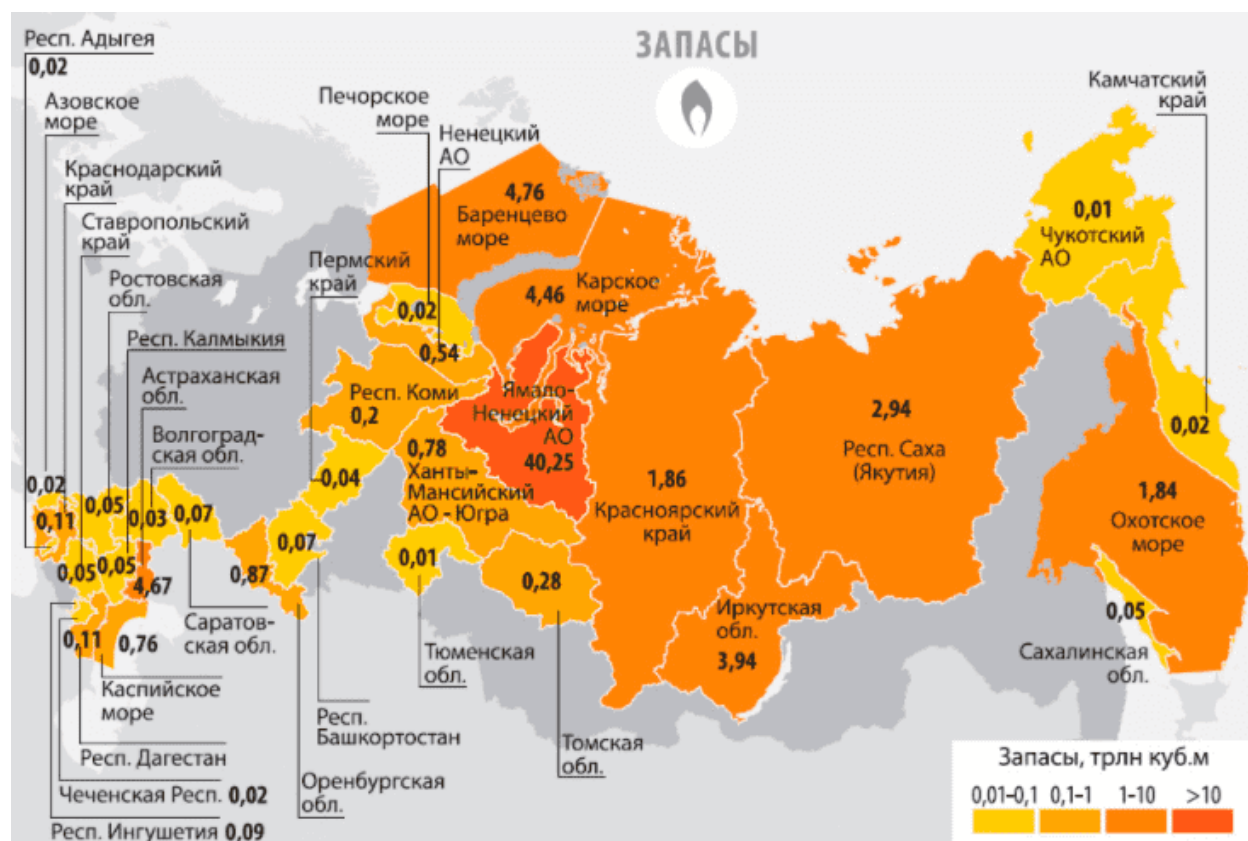 ЗАПАСЫ
Респ. Адыгея
0,02
Азовское
море
Краснодарский
край
Ставропольский
край
Ростовская
обл.
Респ. Калмыкия
Астраханская
обл.
Волгоград-
ская обл.
Печорское
море
Ненецкий
АО
Пермский
край
Камчатский
край
4,76
Баренцево
море
4,46
Карское
море
0,02
0,54
Респ. Коми
0,2
Ямало-
Ненецкий
АО
40,25
0,78
Ханты-
Мансийский
АО - Югра
0,04
0,01
Чукотский
АО
2,94
Респ. Саха
(Якутия)
1,86
Красноярский
край
0,02
1,84
Охотское
море
0,02
0,11
0,05
0,03
0,07
0,05
0,05
4,67
0,87
0,07
0,01
0,28
Иркутская
обл.
3,94
0,05
Сахалинская
обл.
0,11
0,76
Саратов-
ская обл.
Каспийское
море
Респ. Дагестан
Чеченская Респ. 0,02
Респ. Ингушетия 0,09
Тюменская
обл.
Респ.
Башкортостан
Оренбургская
обл.
Томская
обл.
Запасы, трлн куб.м
0,01-0,1 0,1-1 1-10 >10